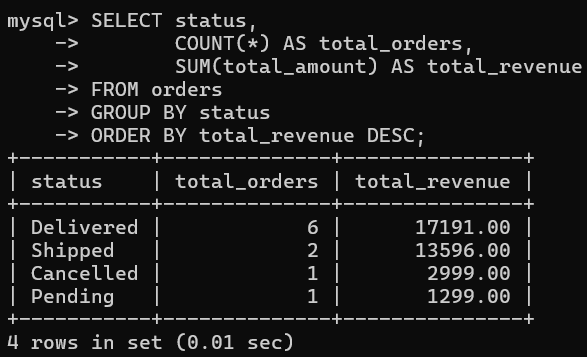 mysql> SELECT status,
    ->        COUNT(*) AS total_orders,
    ->        SUM(total_amount) AS total_revenue
    -> FROM orders
    -> GROUP BY status
    -> ORDER BY total_revenue DESC;
+-----------+--------------+---------------+
| status    | total_orders | total_revenue |
+-----------+--------------+---------------+
| Delivered |            6 |      17191.00 |
| Shipped   |            2 |      13596.00 |
| Cancelled |            1 |       2999.00 |
| Pending   |            1 |       1299.00 |
+-----------+--------------+---------------+
4 rows in set (0.01 sec)